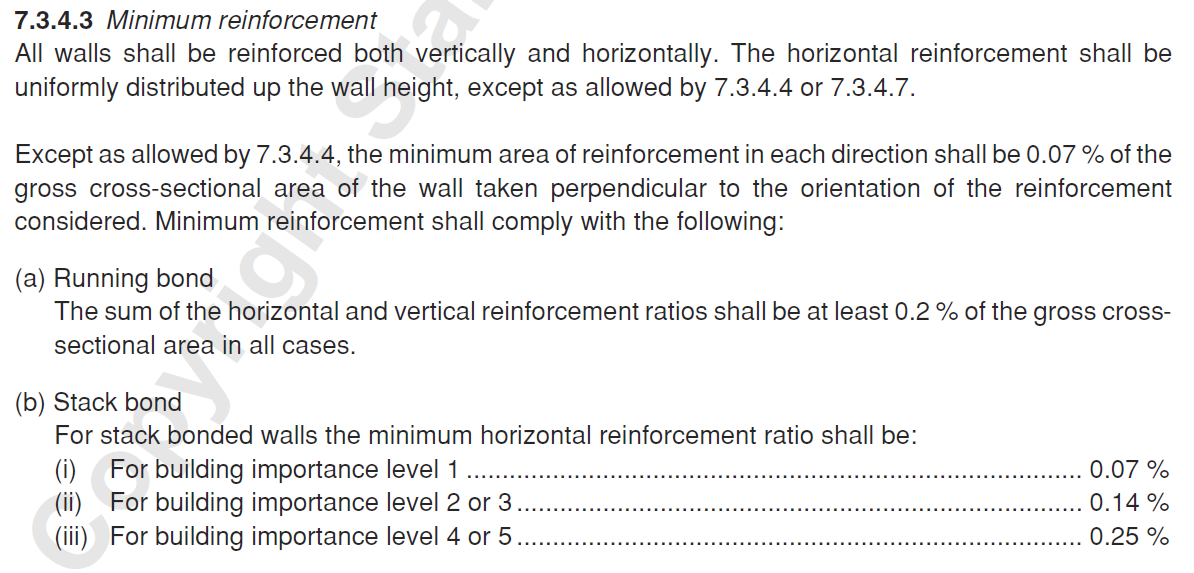 7.3.4.3 Minimum reinforcement
All walls shall be reinforced both vertically and horizontally. The horizontal reinforcement shall be
uniformly distributed up the wall height, except as allowed by 7.3.4.4 or 7.3.4.7.
Except as allowed by 7.3.4.4, the minimum area of reinforcement in each direction shall be 0.07 % of the
gross cross-sectional area of the wall taken perpendicular to the orientation of the reinforcement
considered. Minimum reinforcement shall comply with the following:
(a) Running bond
The sum of the horizontal and vertical reinforcement ratios shall be at least 0.2 % of the gross cross-
sectional area in all cases.
(b) Stack bond
For stack bonded walls the minimum horizontal reinforcement ratio shall be:
(i) For building importance level 1 ........................................................................ 0.07 %
(ii) For building importance level 2 or 3 .................................................................. 0.14 %
(iii) For building importance level 4 or 5 .................................................................. 0.25 %
Copyright Sta